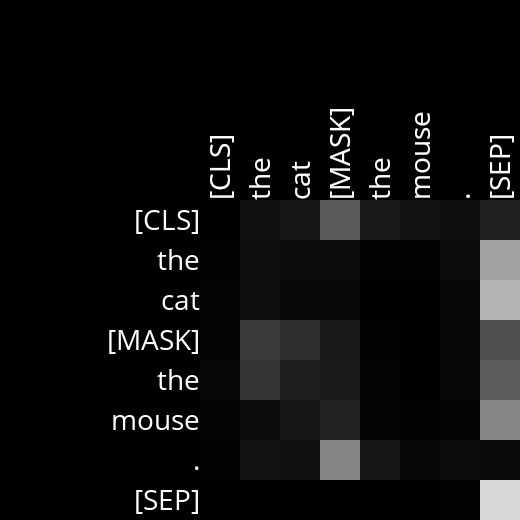 [CLS] the cat [MASK] the mouse . [SEP]
[CLS]
the
cat
[MASK]
the
mouse
.
[SEP]